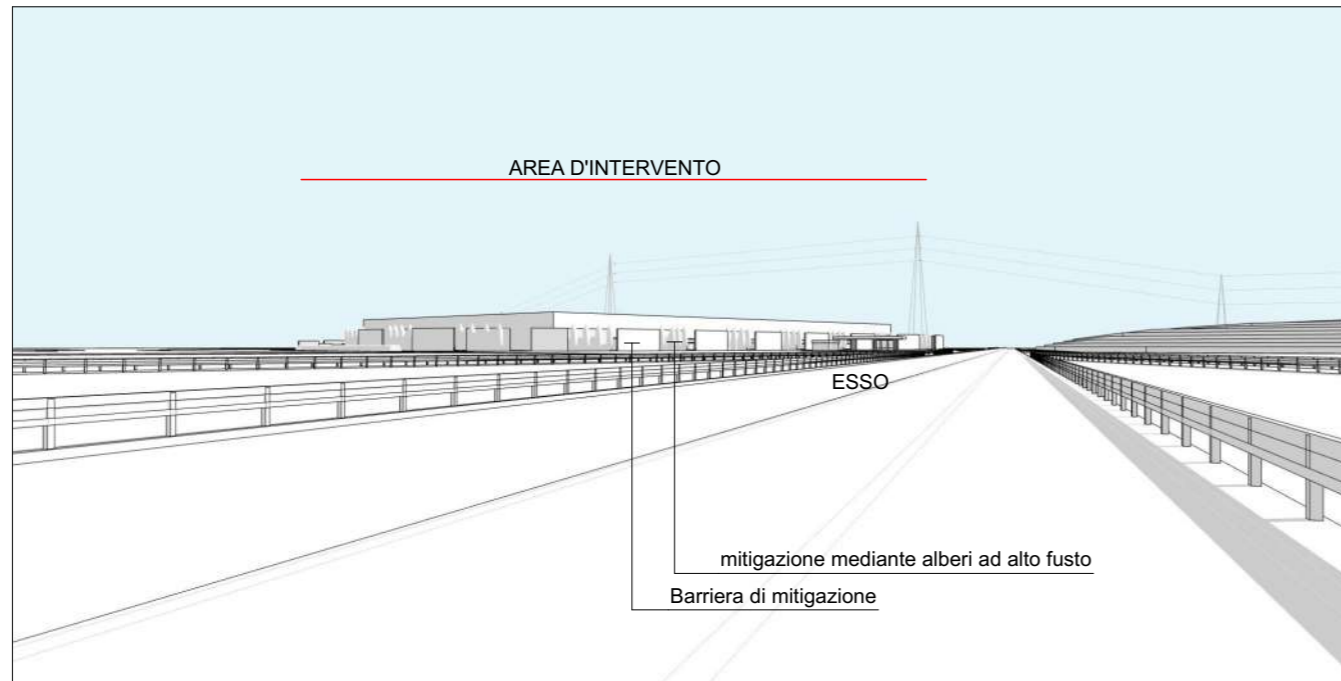 AREA D'INTERVENTO
ESSO
mitigazione mediante alberi ad alto fusto
Barriera di mitigazione